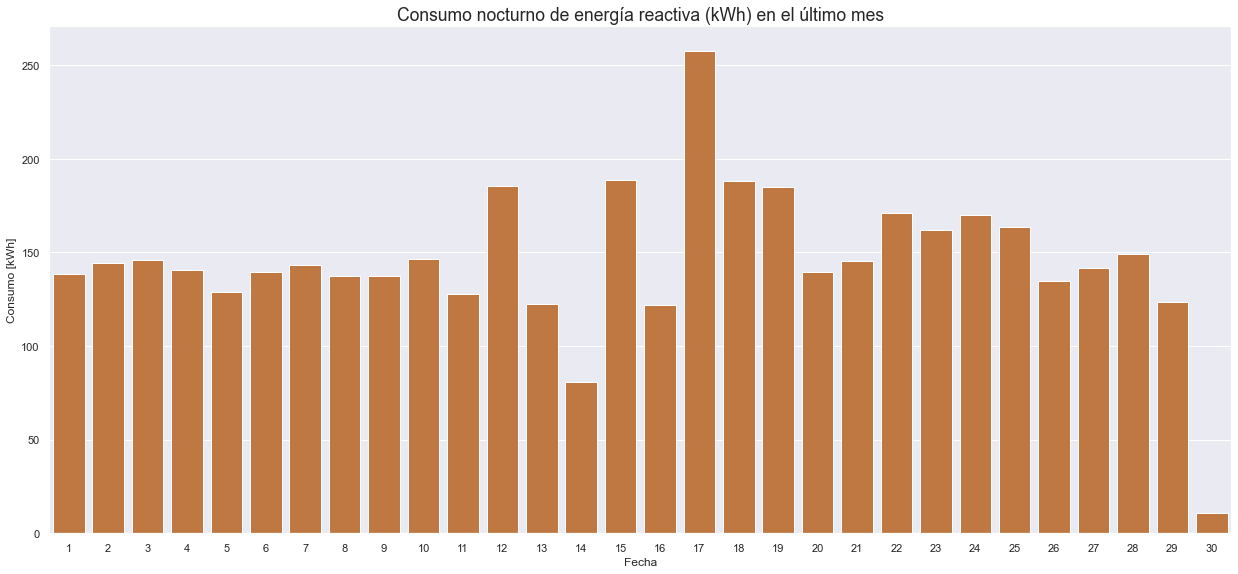 Consumo nocturno de energía reactiva (kWh) en el último mes
Consumo [kWh]
250
200
150
100
50
0
1 2 3 4 5 6 7 8 9 10 11 12 13 14 15 16 17 18 19 20 21 22 23 24 25 26 27 28 29 30
Fecha